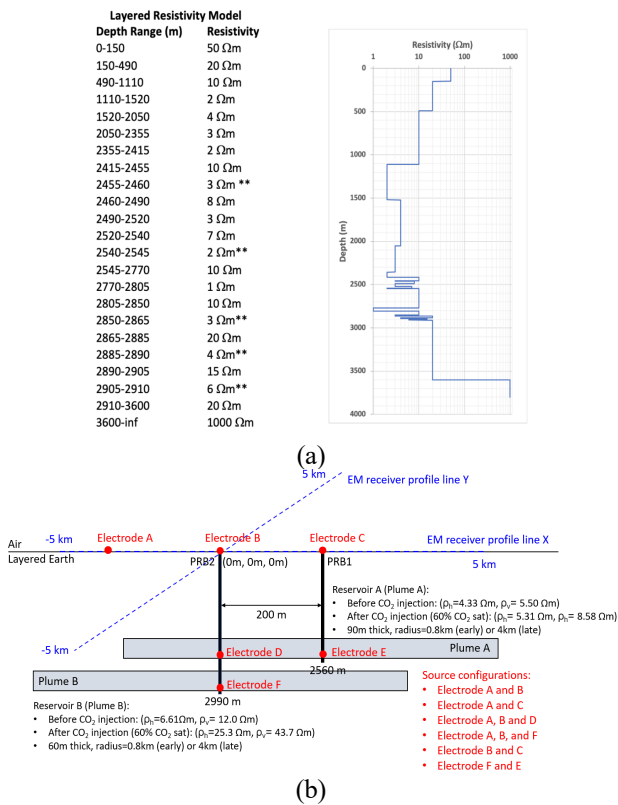 Layered Resistivity Model
Depth Range (m) Resistivity
0-150 50 Ωm
150-490 20 Ωm
490-1110 10 Ωm
1110-1520 2 Ωm
1520-2050 4 Ωm
2050-2355 3 Ωm
2355-2415 2 Ωm
2415-2455 10 Ωm
2455-2460 3 Ωm **
2460-2490 8 Ωm
2490-2520 3 Ωm
2520-2540 7 Ωm
2540-2545 2 Ωm**
2545-2770 10 Ωm
2770-2805 1 Ωm
2805-2850 10 Ωm
2850-2865 3 Ωm**
2865-2885 20 Ωm
2885-2890 4 Ωm**
2890-2905 15 Ωm
2905-2910 6 Ωm**
2910-3600 20 Ωm
3600-inf 1000 Ωm
Resistivity (Ωm)
1 10 100 1000
0
500
1000
1500
2000
2500
3000
3500
4000
Depth (m)
(a)
5 km EM receiver profile line Y
-5 km Electrode A Electrode B Electrode C EM receiver profile line X
Air
Layered Earth
PRB2 (0m, 0m, 0m) PRB1 5 km
200 m
Reservoir A (Plume A):
• Before CO2 injection: (ρh=4.33 Ωm, ρv= 5.50 Ωm)
• After CO2 injection (60% CO2 sat): (ρh= 5.31 Ωm, ρh= 8.58 Ωm)
• 90m thick, radius=0.8km (early) or 4km (late)
-5 km
Electrode D Electrode E Plume A
2560 m
Plume B Electrode F
2990 m
Reservoir B (Plume B):
• Before CO2 injection: (ρh=6.61Ωm, ρv= 12.0 Ωm)
• After CO2 injection (60% CO2 sat): (ρh=25.3 Ωm, ρv= 43.7 Ωm)
• 60m thick, radius=0.8km (early) or 4km (late)
Source configurations:
• Electrode A and B
• Electrode A and C
• Electrode A, B and D
• Electrode A, B, and F
• Electrode B and C
• Electrode F and E
(b)